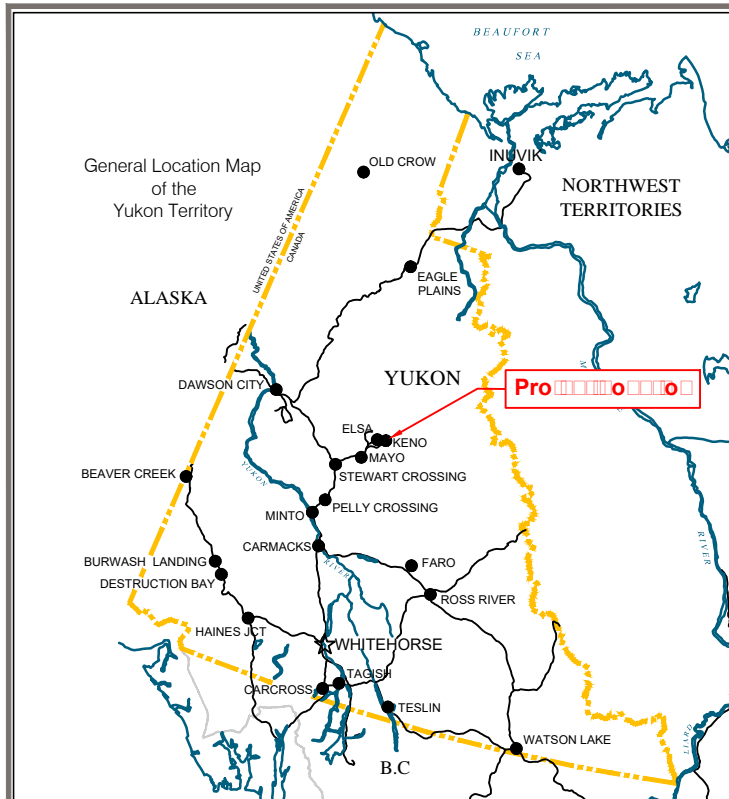 BEAUFORT
SEA
General Location Map
of the
Yukon Territory
OLD CROW
INUVIK
NORTHWEST
TERRITORIES
UNITED STATES OF AMERICA
CANADA
EAGLE
PLAINS
ALASKA
DAWSON CITY
YUKON
ELSA
KENO
MAYO
STEWART CROSSING
BEAVER CREEK
YUKON
PELLY CROSSING
MINTO
CARMACKS
RIVER
RIVER
BURWASH LANDING
DESTRUCTION BAY
FARO
ROSS RIVER
HAINES JCT
WHITEHORSE
TAGISH
CARCROSS
TESLIN
WATSON LAKE
LIARD
B.C